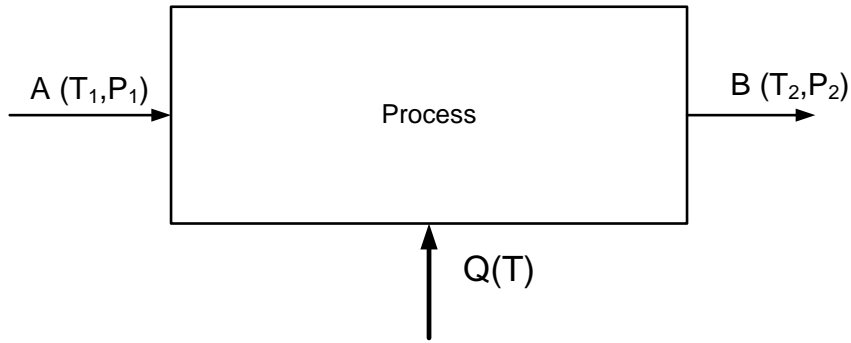 A (T₁,P₁)
Process
B (T₂,P₂)
Q(T)